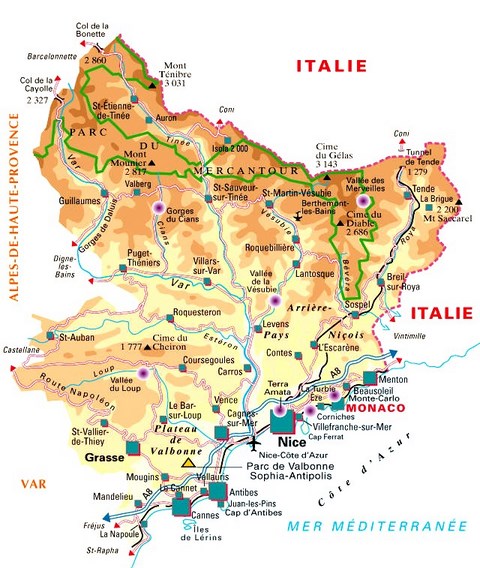 Col de la
Bonette
2 860
Barcelonnette
Mont
Ténibre
3 031
ITALIE
Col de la
Cayolle
2 327
St-Étienne-
de-Tinée
Auron
Coni
Tinée
PARC
DU
MERCANTOUR
Isola 2 000
Mont
Mounier
2 817
Var
Cime
du Gélas
3 143
Coni
Tunnel
de Tende
1 279
ALPES-DE-HAUTE-PROVENCE
Guillaumes
Valberg
St-Sauveur-
sur-Tinée
St-Martin-Vésubie
Berthemont-
les-Bains
Vallée des
Merveilles
Tende
La Brigue
2 200
Mt Saccarel
Gorges de Daluis
Gorges
du Cians
Cians
Vésubie
Cime du
Diable
2 686
Roya
Roquebillière
Digne-
les-
Bains
Puget-
Théniers
Villars-
sur-Var
Var
Lantosque
Bévéra
Breil-
sur-Roya
Vallée
de la
Vésubie
Arrière-
Pays
Niçois
Sospel
ITALIE
Roquesteron
Estéron
Levens
Vintimille
St-Auban
1 777
Cime du
Cheiron
L'Escarène
Contes
Castellane
Coursegoules
Carros
Loup
Vallée
du Loup
Route Napoléon
A8
Menton
Terra
Amata
La Turbie
Èze
Beausoleil
Monte-Carlo
MONACO
Le Bar-
sur-Loup
Vence
Cagnes-
sur-Mer
Corniches
Villefranche-sur-Mer
Cap Ferrat
St-Vallier-
de-Thiey
Plateau
de
Valbonne
Nice
Nice-Côte d'Azur
Grasse
Parc de Valbonne
Sophia-Antipolis
Côte d'Azur
VAR
Mougins
Vallauris
Le Cannet
Antibes
Mandelieu
A8
Juan-les-Pins
Cap d'Antibes
Cannes
Îles
de Lérins
MER MÉDITERRANÉE
Fréjus
La Napoule
St-Rapha